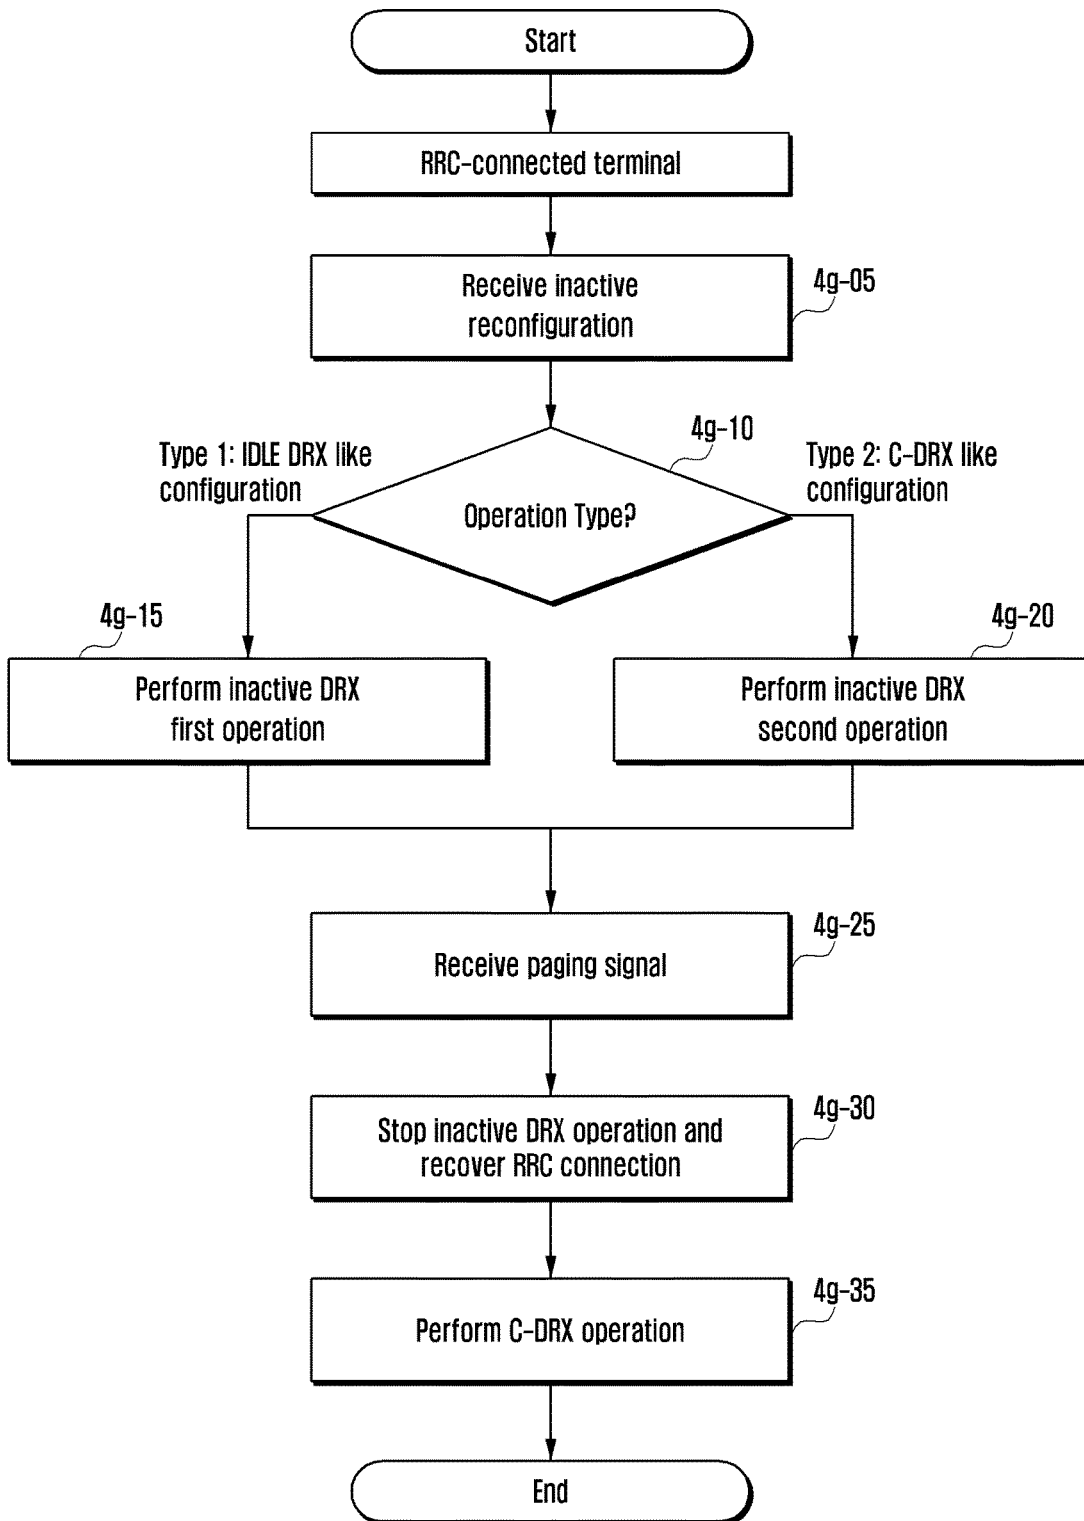 Start
RRC-connected terminal
Receive inactive
reconfiguration
4g-05
4g-10
Type 1: IDLE DRX like
configuration
Operation Type?
Type 2: C-DRX like
configuration
4g-15
Perform inactive DRX
first operation
4g-20
Perform inactive DRX
second operation
4g-25
Receive paging signal
4g-30
Stop inactive DRX operation and
recover RRC connection
4g-35
Perform C-DRX operation
End